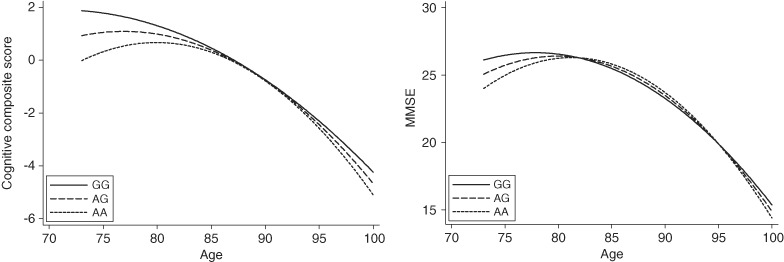 Cognitive composite score
2
0
-2
-4
-6
GG
AG
AA
70 75 80 85 90 95 100
Age
MMSE
30
25
20
15
GG
AG
AA
70 75 80 85 90 95 100
Age